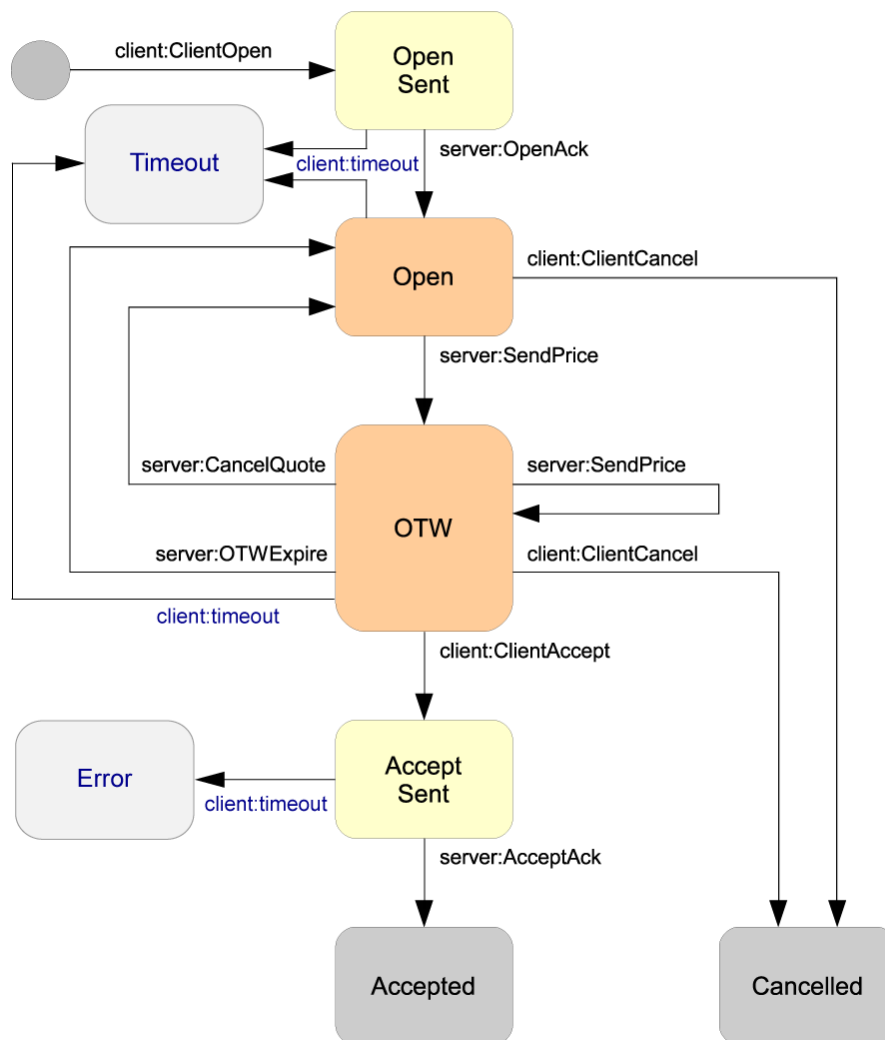 client:ClientOpen
Open
Sent
Timeout
client:timeout
server:OpenAck
Open
client:ClientCancel
server:SendPrice
server:CancelQuote
server:SendPrice
OTW
server:OTWExpire
client:ClientCancel
client:timeout
client:ClientAccept
Error
Accept
Sent
client:timeout
server:AcceptAck
Accepted
Cancelled